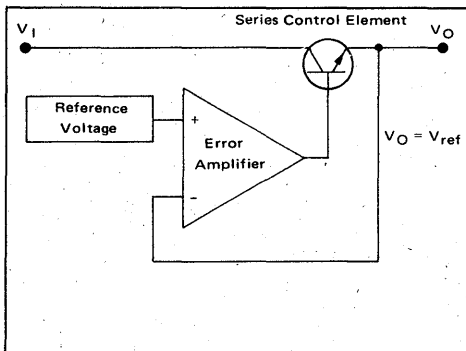 Series Control Element
V_I
V_O
Reference
Voltage
+
Error
Amplifier
−
V_O = V_ref